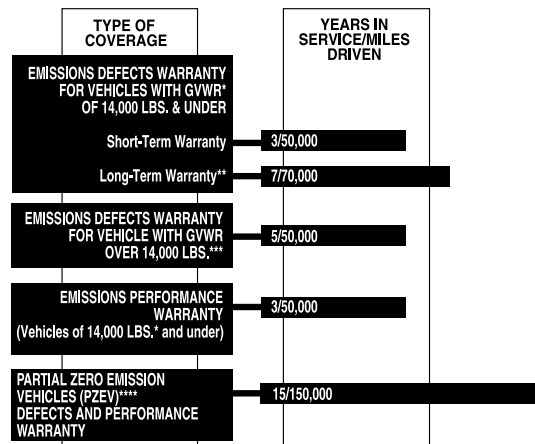 TYPE OF
COVERAGE
YEARS IN
SERVICE/MILES
DRIVEN
EMISSIONS DEFECTS WARRANTY
FOR VEHICLES WITH GVWR*
OF 14,000 LBS. & UNDER
Short-Term Warranty
3/50,000
Long-Term Warranty**
7/70,000
EMISSIONS DEFECTS WARRANTY
FOR VEHICLE WITH GVWR
OVER 14,000 LBS.***
5/50,000
EMISSIONS PERFORMANCE
WARRANTY
(Vehicles of 14,000 LBS.* and under)
3/50,000
PARTIAL ZERO EMISSION
VEHICLES (PZEV)****
DEFECTS AND PERFORMANCE
WARRANTY
15/150,000